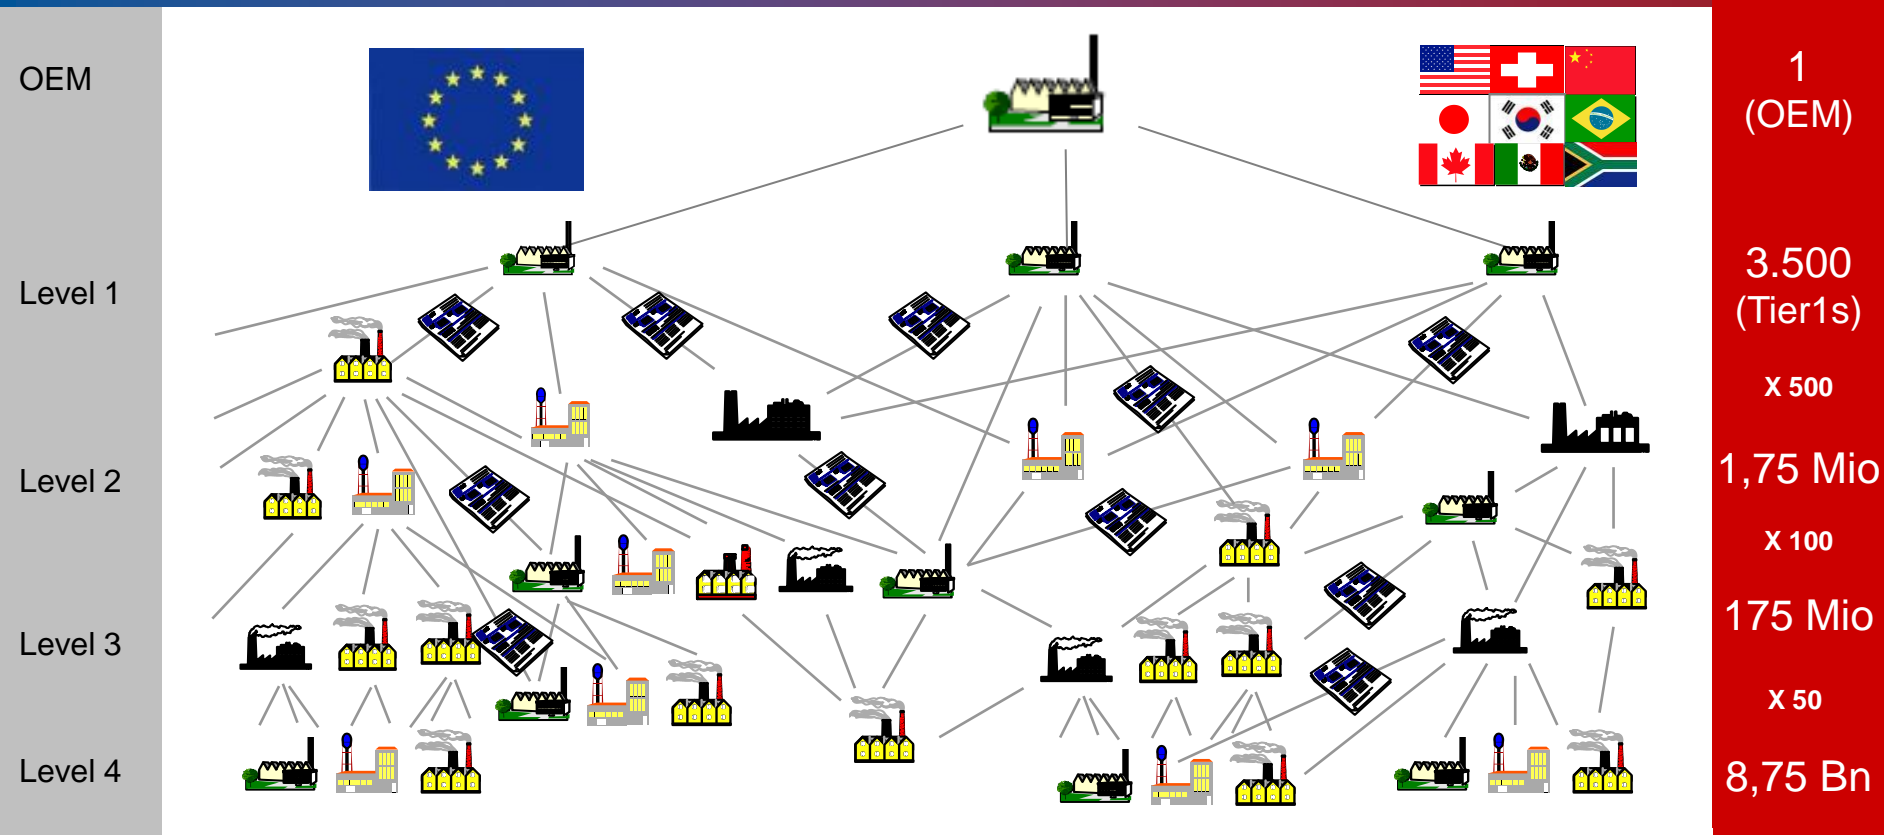 OEM
1
(OEM)
Level 1
3.500
(Tier1s)
X 500
Level 2
1,75 Mio
X 100
Level 3
175 Mio
X 50
Level 4
8,75 Bn